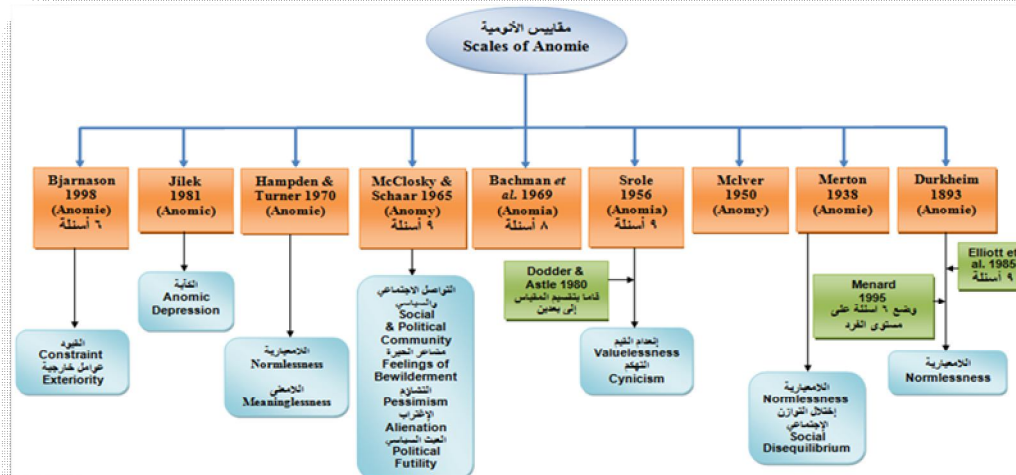 مقاييس الأنومية
Scales of Anomie
Bjarnason
1998
(Anomie)
٦ أسئلة
Jilek
1981
(Anomic)
Hampden &
Turner 1970
(Anomie)
McClosky &
Schaar 1965
(Anomy)
٩ أسئلة
Bachman et
al. 1969
(Anomia)
٨ أسئلة
Srole
1956
(Anomia)
٩ أسئلة
McIver
1950
(Anomy)
Merton
1938
(Anomie)
Durkheim
1893
(Anomie)
Elliott et
al. 1985
٩ أسئلة
Dodder &
Astle 1980
قاما بتقسيم المقياس
إلى بعدين
Menard
1995
وضع ٦ اسئلة على
مستوى الفرد
القيود
Constraint
عوامل خارجية
Exteriority
الكآبة
Anomic
Depression
اللامعيارية
Normlessness
اللامعنى
Meaninglessness
التواصل الاجتماعي
والسياسي
Social
& Political
Community
مشاعر الحيرة
Feelings of
Bewilderment
التشاؤم
Pessimism
الإغتراب
Alienation
العبث السياسي
Political
Futility
إنعدام القيم
Valuelessness
التهكم
Cynicism
اللامعيارية
Normlessness
إختلال التوازن
الإجتماعي
Social
Disequilibrium
اللامعيارية
Normlessness